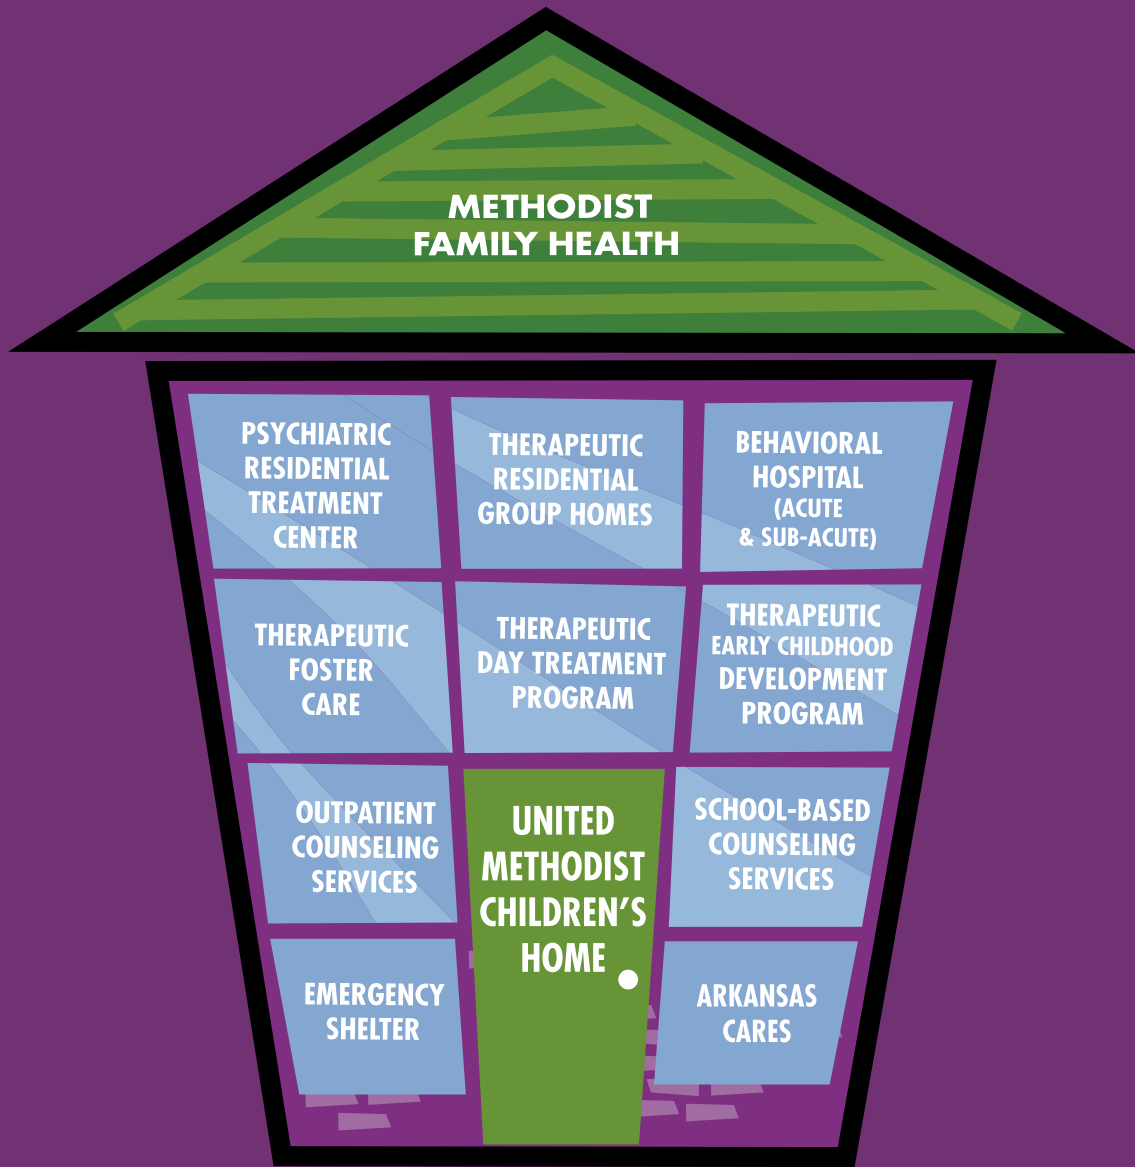 METHODIST
FAMILY HEALTH
PSYCHIATRIC
RESIDENTIAL
TREATMENT
CENTER
THERAPEUTIC
RESIDENTIAL
GROUP HOMES
BEHAVIORAL
HOSPITAL
(ACUTE
& SUB-ACUTE)
THERAPEUTIC
FOSTER
CARE
THERAPEUTIC
DAY TREATMENT
PROGRAM
THERAPEUTIC
EARLY CHILDHOOD
DEVELOPMENT
PROGRAM
OUTPATIENT
COUNSELING
SERVICES
UNITED
METHODIST
CHILDREN’S
HOME
SCHOOL-BASED
COUNSELING
SERVICES
EMERGENCY
SHELTER
ARKANSAS
CARES